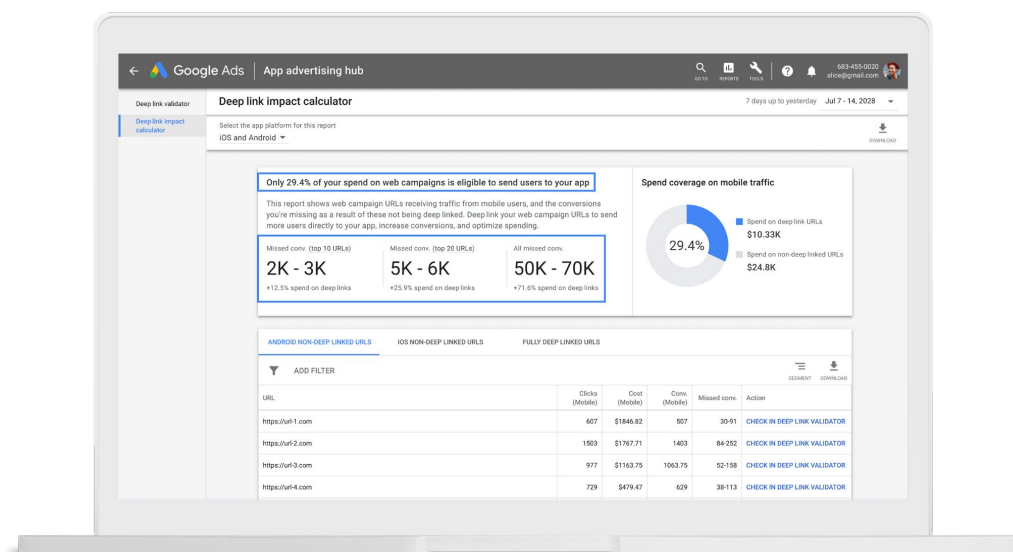 Google Ads
App advertising hub
GO TO
REPORTS
TOOLS
683-455-0020
alice@gmail.com
Deep link validator
Deep link impact calculator
Deep link impact calculator
7 days up to yesterday Jul 7 - 14, 2028
Select the app platform for this report
iOS and Android
DOWNLOAD
Only 29.4% of your spend on web campaigns is eligible to send users to your app
This report shows web campaign URLs receiving traffic from mobile users, and the conversions
you're missing as a result of these not being deep linked. Deep link your web campaign URLs to send
more users directly to your app, increase conversions, and optimize spending.
Missed conv. (top 10 URLs)
2K - 3K
+12.5% spend on deep links
Missed conv. (top 20 URLs)
5K - 6K
+25.9% spend on deep links
All missed conv.
50K - 70K
+71.6% spend on deep links
Spend coverage on mobile traffic
29.4%
Spend on deep link URLs
$10.33K
Spend on non-deep linked URLs
$24.8K
ANDROID NON-DEEP LINKED URLS
IOS NON-DEEP LINKED URLS
FULLY DEEP LINKED URLS
ADD FILTER
SEGMENT
DOWNLOAD
URL Clicks (Mobile) Cost (Mobile) Conv. (Mobile) Missed conv. Action
https://url-1.com 607 $1846.82 507 30-91 CHECK IN DEEP LINK VALIDATOR
https://url-2.com 1503 $1767.71 1403 84-252 CHECK IN DEEP LINK VALIDATOR
https://url-3.com 977 $1163.75 1063.75 52-158 CHECK IN DEEP LINK VALIDATOR
https://url-4.com 729 $479.47 629 38-113 CHECK IN DEEP LINK VALIDATOR